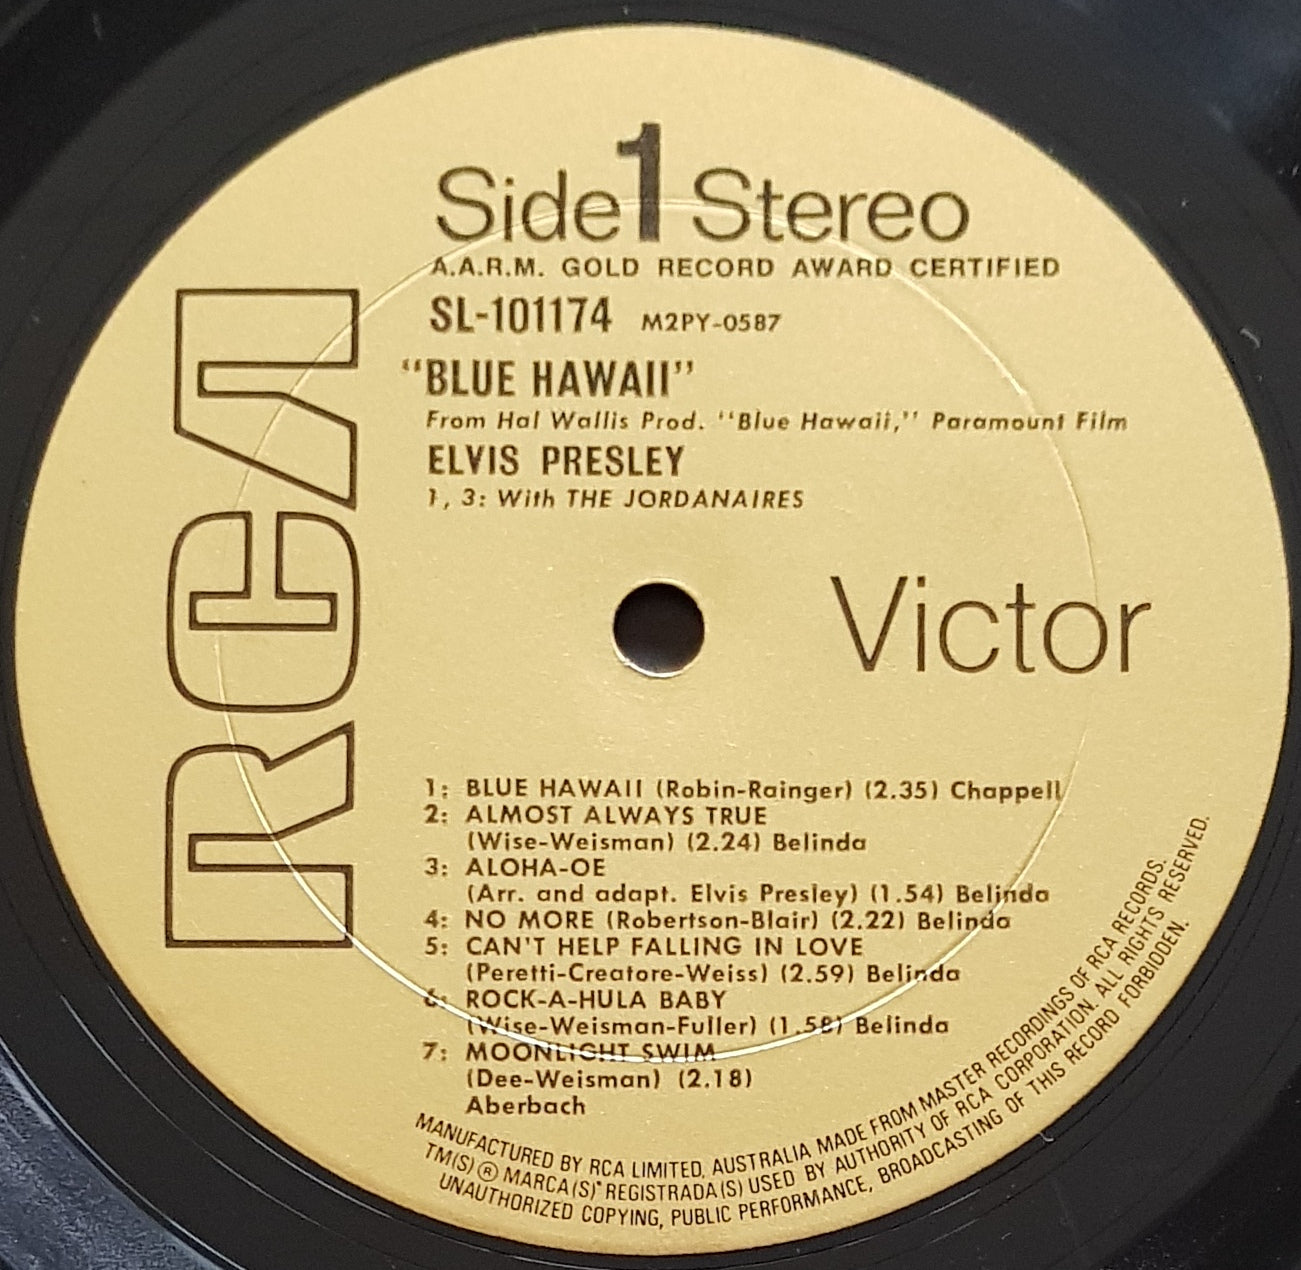 Side 1 Stereo
A.A.R.M. GOLD RECORD AWARD CERTIFIED
SL-101174 M2PY-0587
“BLUE HAWAII”
From Hal Wallis Prod. “Blue Hawaii,” Paramount Film
ELVIS PRESLEY
1, 3: With THE JORDANAIRES
RCA
Victor
1: BLUE HAWAII (Robin-Rainger) (2.35) Chappell
2: ALMOST ALWAYS TRUE
(Wise-Weisman) (2.24) Belinda
3: ALOHA-OE
(Arr. and adapt. Elvis Presley) (1.54) Belinda
4: NO MORE (Robertson-Blair) (2.22) Belinda
5: CAN'T HELP FALLING IN LOVE
(Peretti-Creatore-Weiss) (2.59) Belinda
6: ROCK-A-HULA BABY
(Wise-Weisman-Fuller) (1.58) Belinda
7: MOONLIGHT SWIM
(Dee-Weisman) (2.18)
Aberbach
MANUFACTURED BY RCA LIMITED, AUSTRALIA MADE FROM MASTER RECORDINGS OF RCA RECORDS.
TM(S) ® MARCA(S) REGISTRADA(S) USED BY AUTHORITY OF RCA CORPORATION. ALL RIGHTS RESERVED.
UNAUTHORIZED COPYING, PUBLIC PERFORMANCE, BROADCASTING OF THIS RECORD FORBIDDEN.